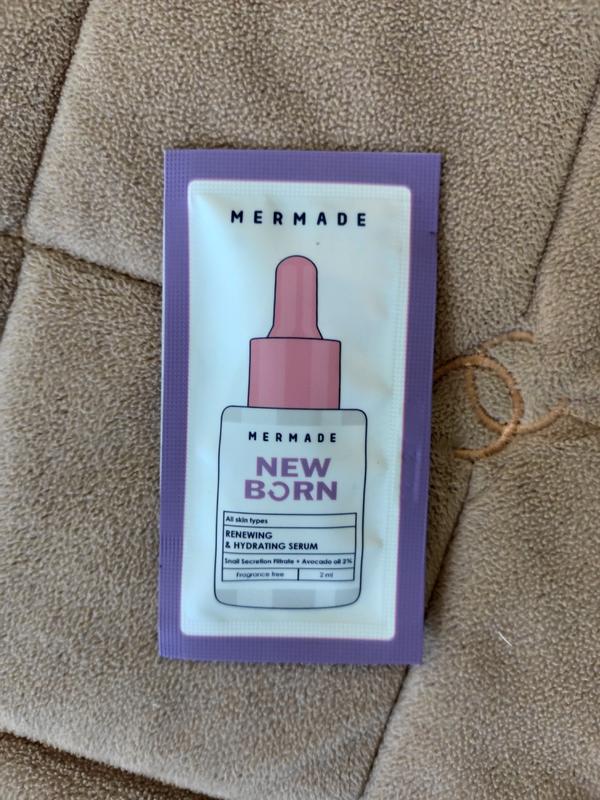 MERMADE
MERMADE
NEW
BORN
All skin types
RENEWING
& HYDRATING SERUM
Snail Secretion Filtrate + Avocado oil 2%
Fragrance free 2 ml